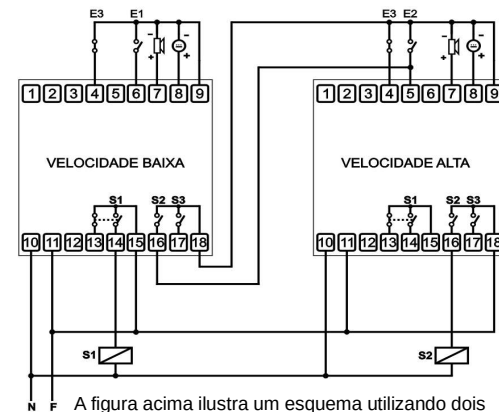 E3 E1 E3 E2
- - - -
+ + + +
1 2 3 4 5 6 7 8 9 1 2 3 4 5 6 7 8 9
VELOCIDADE BAIXA VELOCIDADE ALTA
S1 S2 S3 S1 S2 S3
10 11 12 13 14 15 16 17 18 10 11 12 13 14 15 16 17 18
S1 S2
N F A figura acima ilustra um esquema utilizando dois